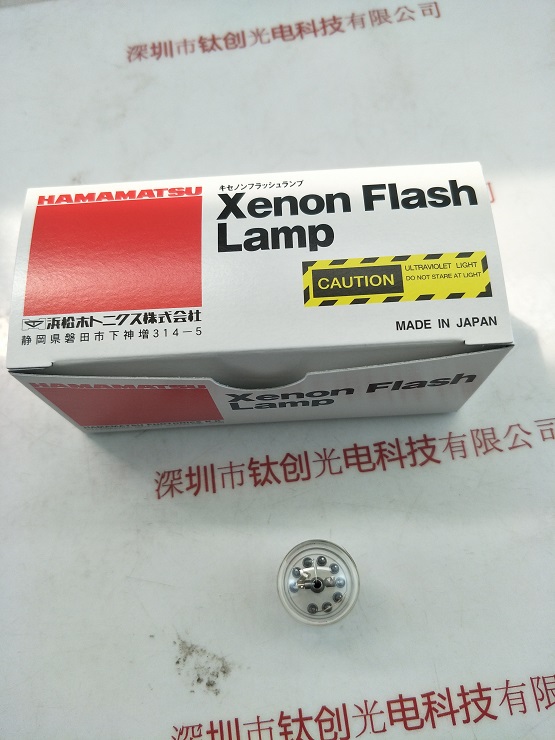 深圳市钛创光电科技有限公司
HAMAMATSU
キセノンフラッシュランプ
Xenon Flash
Lamp
CAUTION
ULTRAVIOLET LIGHT
DO NOT STARE AT LIGHT
浜松ホトニクス株式会社
静岡県磐田市下神増314-5
MADE IN JAPAN
司
HAMAMATSU
Xenon Flash
Lamp
深圳市钛创光电科技有限公司
深圳市钛创光电科技有限